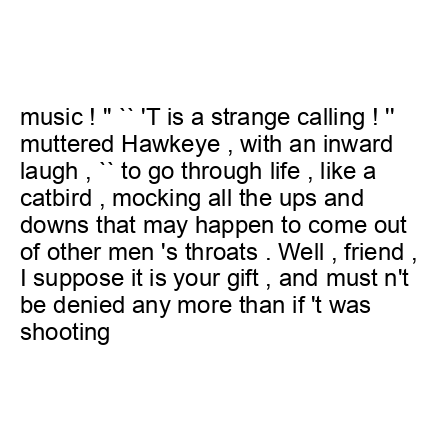 music ! " `` 'T is a strange calling ! ''
muttered Hawkeye , with an inward
laugh , `` to go through life , like a
catbird , mocking all the ups and
downs that may happen to come out
of other men 's throats . Well , friend ,
I suppose it is your gift , and must n't
be denied any more than if 't was
shooting